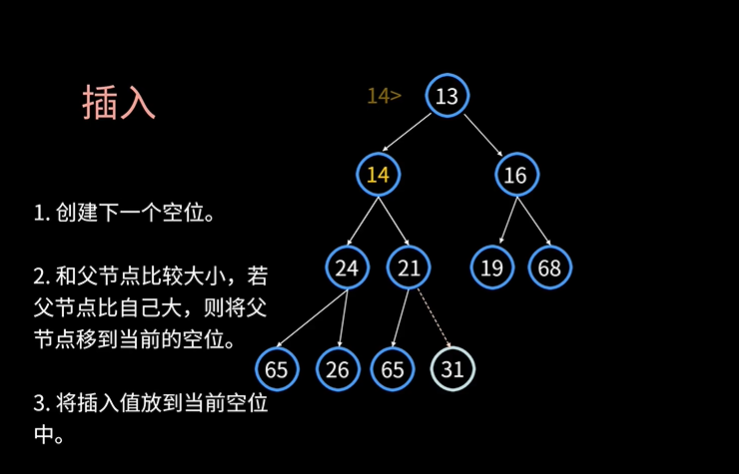 插入
14>
13
14
16
1. 创建下一个空位。
24
21
19
68
2. 和父节点比较大小，若
父节点比自己大，则将父
节点移到当前的空位。
65
26
65
31
3. 将插入值放到当前空位
中。